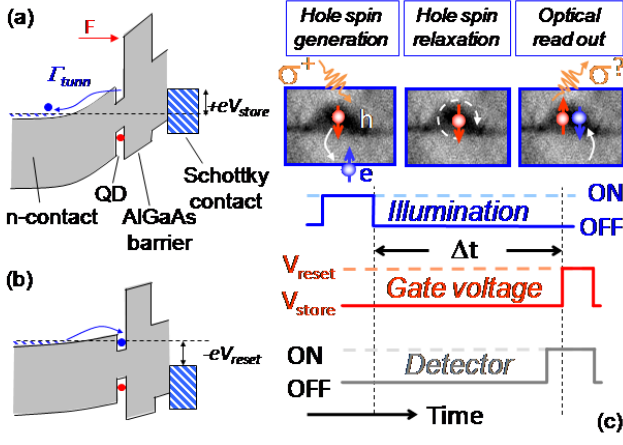 (a)
F
Γtunn
+eVstore
QD
Schottky
contact
n-contact
AlGaAs
barrier
(b)
–eVreset
Hole spin
generation
Hole spin
relaxation
Optical
read out
σ+
σ?
h
e
ON
Illumination
OFF
Δt
Vreset
Gate voltage
Vstore
ON
Detector
OFF
Time
(c)